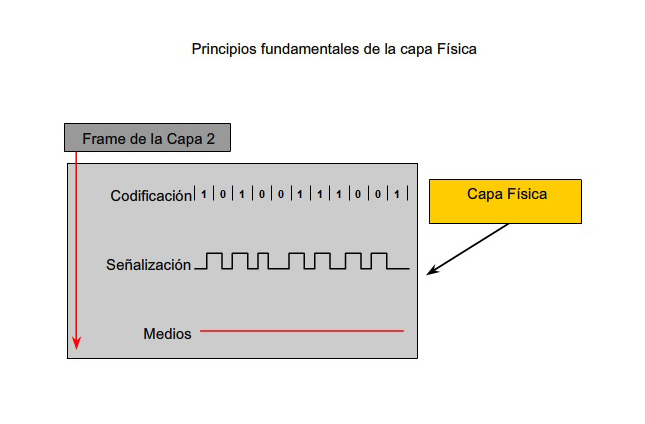 Principios fundamentales de la capa Física
Frame de la Capa 2
Codificación 1 0 1 0 0 1 1 1 0 0 1
Capa Física
Señalización
Medios